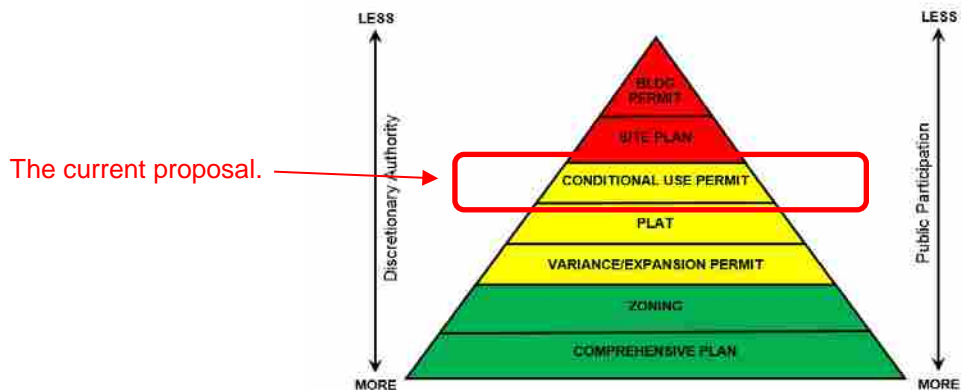 LESS
LESS
BLDG
PERMIT
SITE PLAN
The current proposal.
CONDITIONAL USE PERMIT
PLAT
VARIANCE/EXPANSION PERMIT
ZONING
COMPREHENSIVE PLAN
MORE
MORE
Discretionary Authority
Public Participation